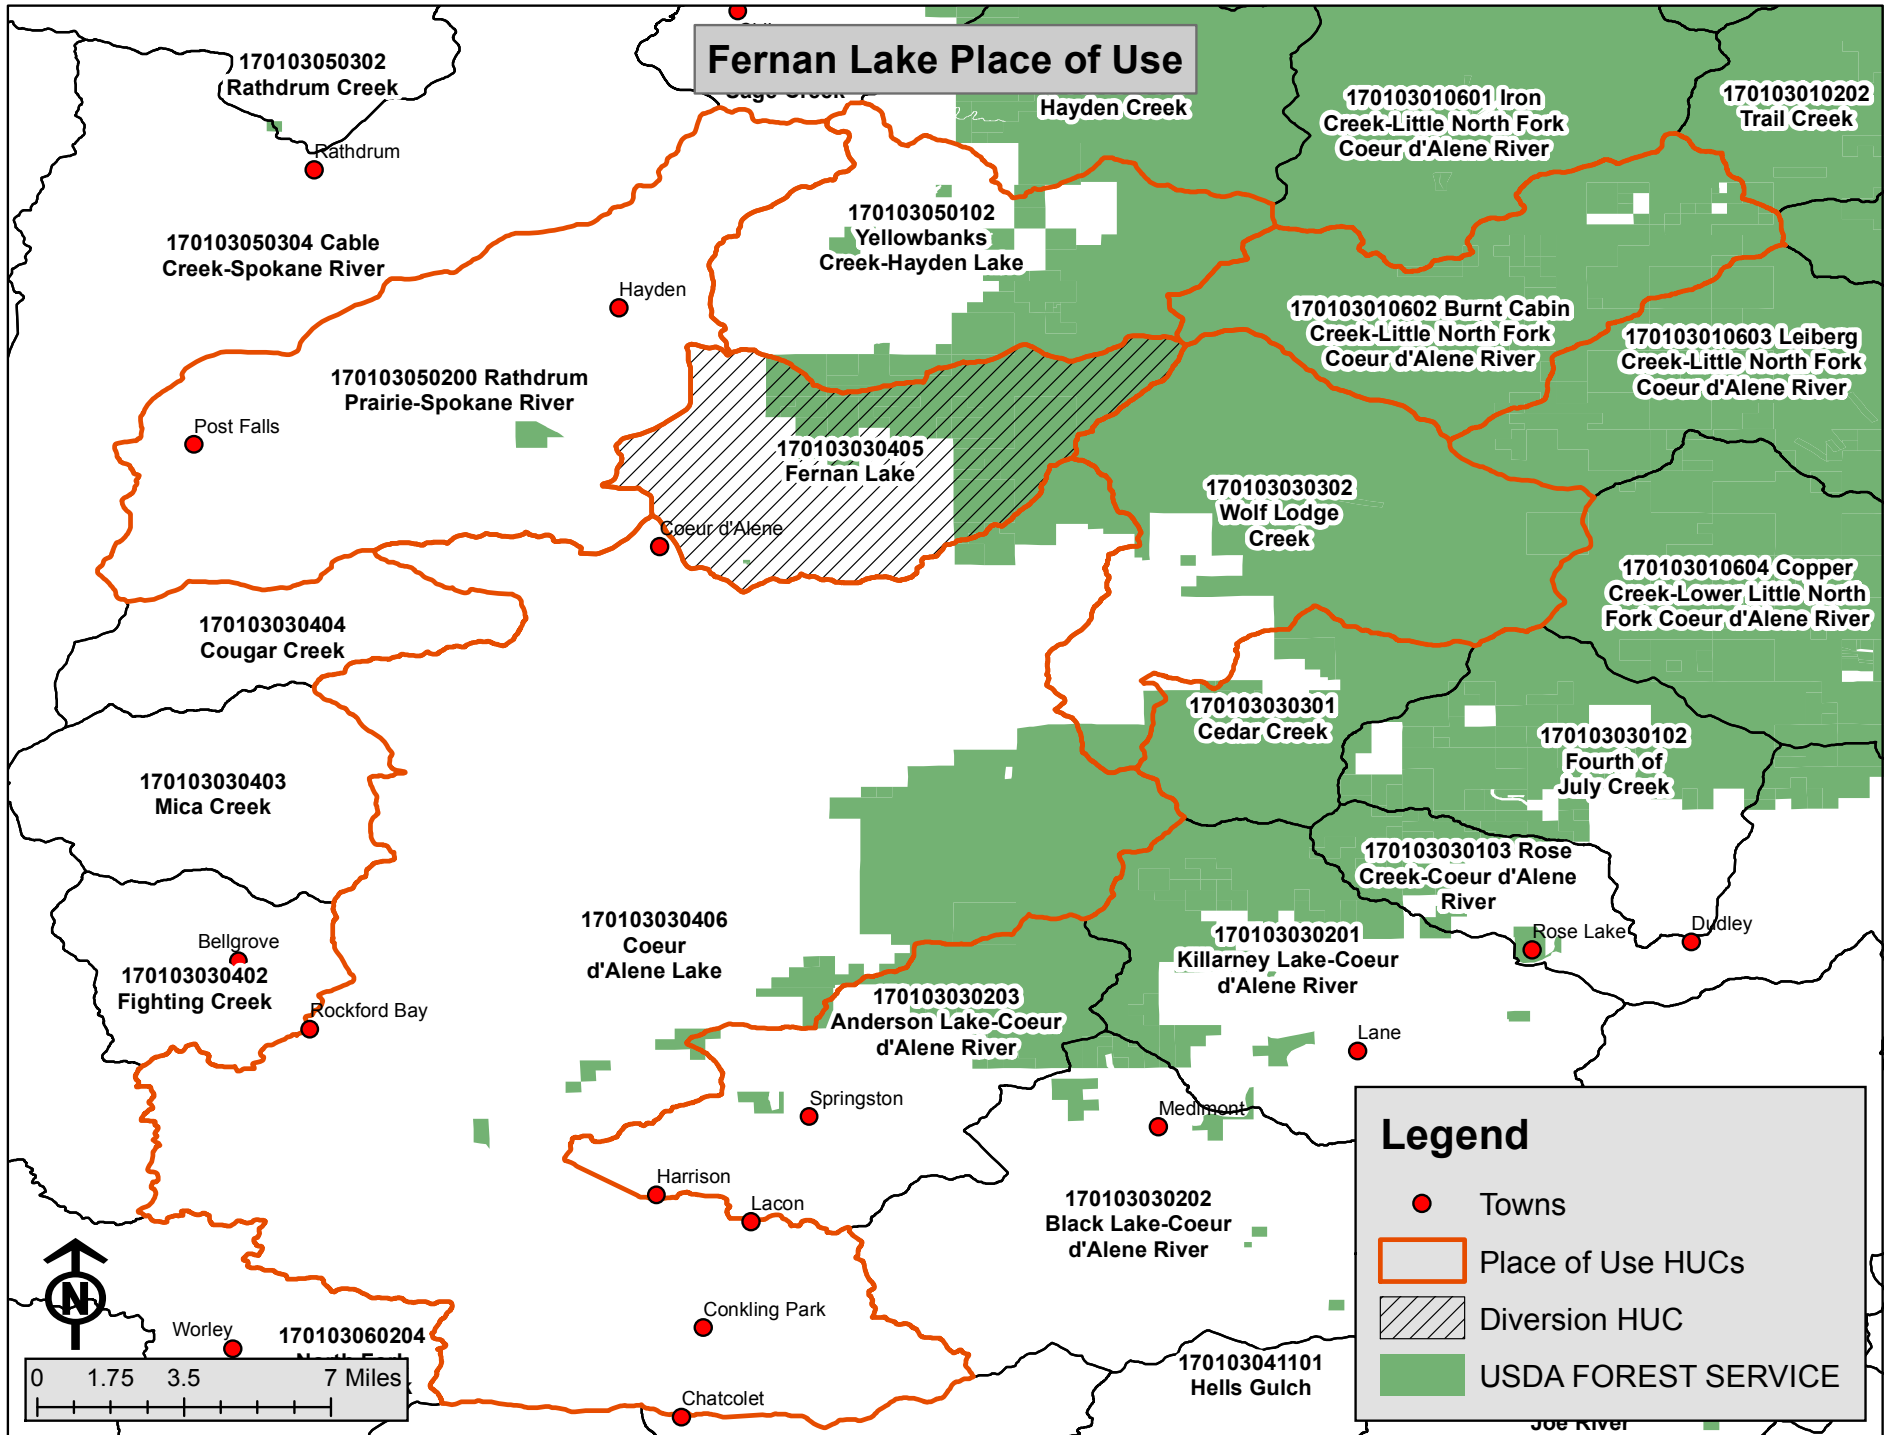 Fernan Lake Place of Use
170103050302
Rathdrum Creek
Sage Creek
Hayden Creek
170103010601 Iron
Creek-Little North Fork
Coeur d'Alene River
170103010202
Trail Creek
Rathdrum
170103050304 Cable
Creek-Spokane River
170103050102
Yellowbanks
Creek-Hayden Lake
Hayden
170103010602 Burnt Cabin
Creek-Little North Fork
Coeur d'Alene River
170103010603 Leiberg
Creek-Little North Fork
Coeur d'Alene River
170103050200 Rathdrum
Prairie-Spokane River
Post Falls
170103030405
Fernan Lake
170103030302
Wolf Lodge
Creek
Coeur d'Alene
170103010604 Copper
Creek-Lower Little North
Fork Coeur d'Alene River
170103030404
Cougar Creek
170103030301
Cedar Creek
170103030102
Fourth of
July Creek
170103030403
Mica Creek
170103030103 Rose
Creek-Coeur d'Alene
River
170103030406
Coeur
d'Alene Lake
Bellgrove
170103030402
Fighting Creek
170103030201
Killarney Lake-Coeur
d'Alene River
Rose Lake
Dudley
170103030203
Anderson Lake-Coeur
d'Alene River
Rockford Bay
Lane
Springston
Medimont
Harrison
Lacon
170103030202
Black Lake-Coeur
d'Alene River
Conkling Park
Worley
170103060204
North Fork
170103041101
Hells Gulch
Chatcolet
Joe River
N
0 1.75 3.5 7 Miles
Legend
Towns
Place of Use HUCs
Diversion HUC
USDA FOREST SERVICE